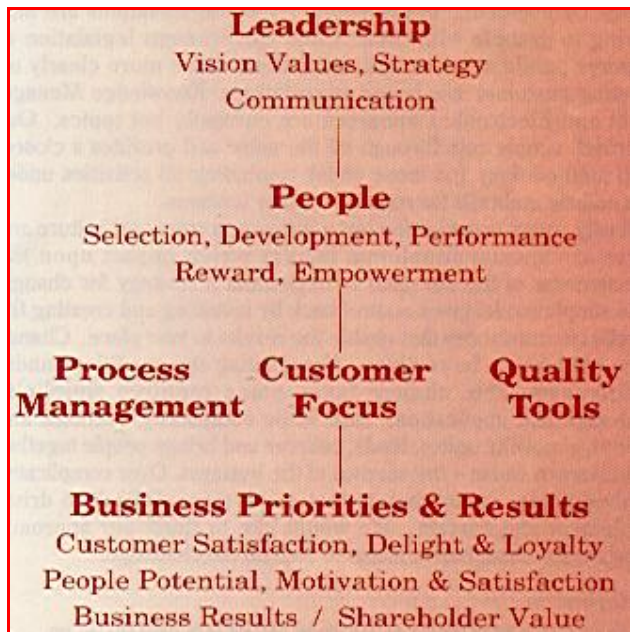 Leadership
Vision Values, Strategy
Communication
People
Selection, Development, Performance
Reward, Empowerment
Process Customer Quality
Management Focus Tools
Business Priorities & Results
Customer Satisfaction, Delight & Loyalty
People Potential, Motivation & Satisfaction
Business Results / Shareholder Value